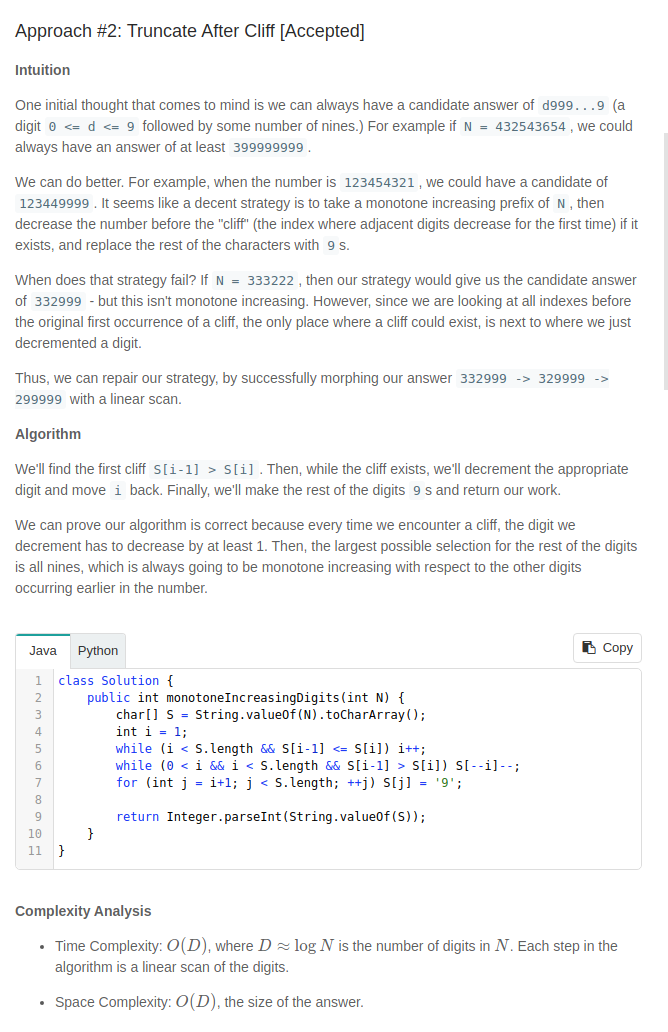 Approach #2: Truncate After Cliff [Accepted]
Intuition
One initial thought that comes to mind is we can always have a candidate answer of d999...9 (a
digit 0 <= d <= 9 followed by some number of nines.) For example if N = 432543654 , we could
always have an answer of at least 399999999 .
We can do better. For example, when the number is 123454321 , we could have a candidate of
123449999 . It seems like a decent strategy is to take a monotone increasing prefix of N , then
decrease the number before the "cliff" (the index where adjacent digits decrease for the first time) if it
exists, and replace the rest of the characters with 9 s.
When does that strategy fail? If N = 333222 , then our strategy would give us the candidate answer
of 332999 - but this isn't monotone increasing. However, since we are looking at all indexes before
the original first occurrence of a cliff, the only place where a cliff could exist, is next to where we just
decremented a digit.
Thus, we can repair our strategy, by successfully morphing our answer 332999 -> 329999 ->
299999 with a linear scan.
Algorithm
We'll find the first cliff S[i-1] > S[i] . Then, while the cliff exists, we'll decrement the appropriate
digit and move i back. Finally, we'll make the rest of the digits 9 s and return our work.
We can prove our algorithm is correct because every time we encounter a cliff, the digit we
decrement has to decrease by at least 1. Then, the largest possible selection for the rest of the digits
is all nines, which is always going to be monotone increasing with respect to the other digits
occurring earlier in the number.
Java Python Copy
1 class Solution {
2 public int monotoneIncreasingDigits(int N) {
3 char[] S = String.valueOf(N).toCharArray();
4 int i = 1;
5 while (i < S.length && S[i-1] <= S[i]) i++;
6 while (0 < i && i < S.length && S[i-1] > S[i]) S[--i]--;
7 for (int j = i+1; j < S.length; ++j) S[j] = '9';
8
9 return Integer.parseInt(String.valueOf(S));
10 }
11 }
Complexity Analysis
• Time Complexity: O(D), where D ≈ log N is the number of digits in N. Each step in the
algorithm is a linear scan of the digits.
• Space Complexity: O(D), the size of the answer.